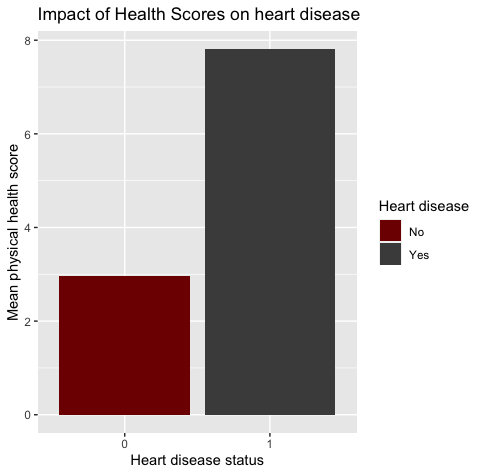 Impact of Health Scores on heart disease
Mean physical health score
8
6
4
2
0
0 1
Heart disease status
Heart disease
No
Yes